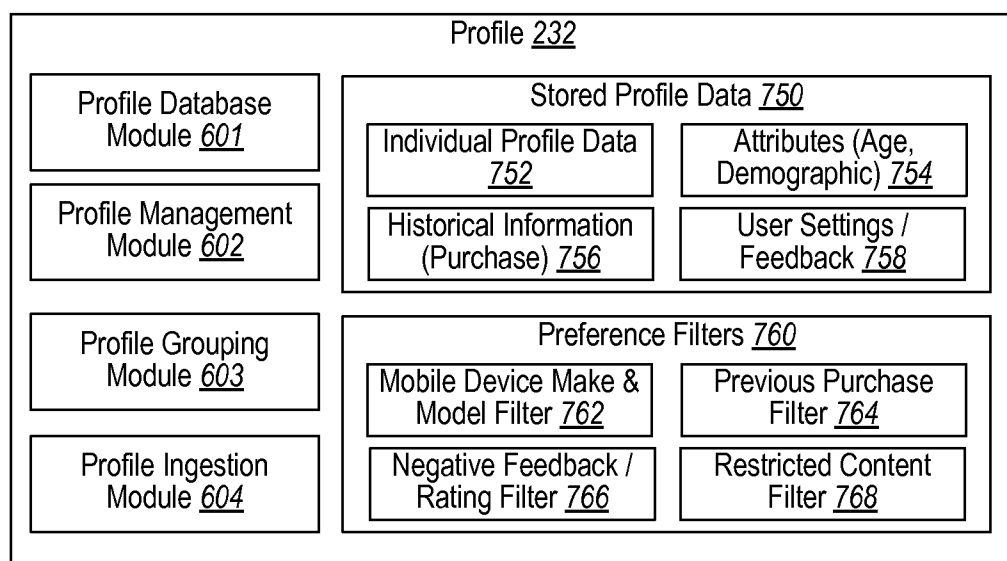 Profile 232
Profile Database
Module 601
Profile Management
Module 602
Profile Grouping
Module 603
Profile Ingestion
Module 604
Stored Profile Data 750
Individual Profile Data
752
Attributes (Age,
Demographic) 754
Historical Information
(Purchase) 756
User Settings /
Feedback 758
Preference Filters 760
Mobile Device Make &
Model Filter 762
Previous Purchase
Filter 764
Negative Feedback /
Rating Filter 766
Restricted Content
Filter 768